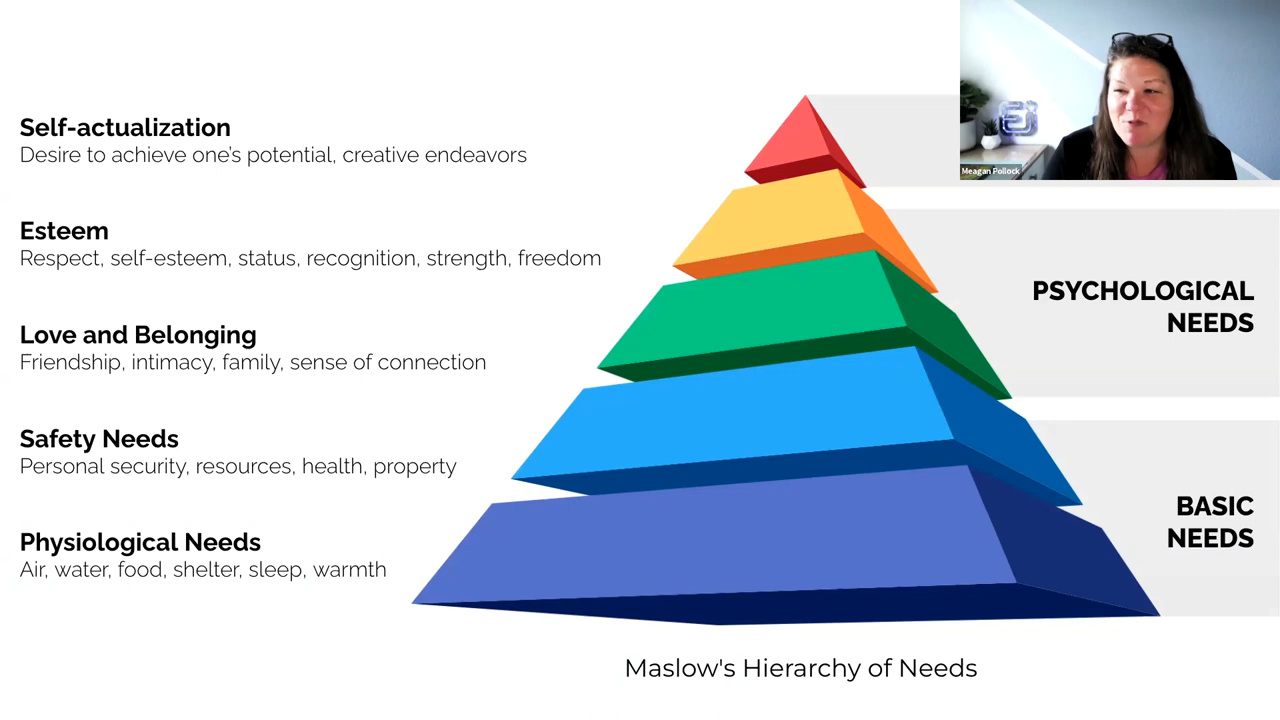 Self-actualization
Desire to achieve one's potential, creative endeavors
Esteem
Respect, self-esteem, status, recognition, strength, freedom
Love and Belonging
Friendship, intimacy, family, sense of connection
Safety Needs
Personal security, resources, health, property
Physiological Needs
Air, water, food, shelter, sleep, warmth
Meagan Pollock
PSYCHOLOGICAL
NEEDS
BASIC
NEEDS
Maslow's Hierarchy of Needs